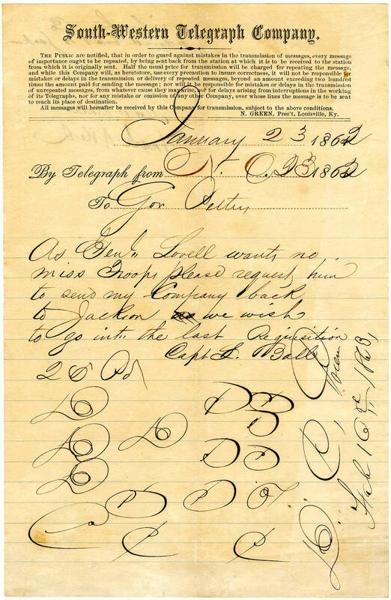 South-Western Telegraph Company.
The Public are notified, that in order to guard against mistakes in the transmission of messages, every message
of importance ought to be repeated, by being sent back from the station at which it is to be received to the station
from which it is originally sent. Half the usual price for transmission will be charged for repeating the message,
and while this Company will, as heretofore, use every precaution to insure correctness, it will not be responsible for
mistakes or delays in the transmission or delivery of repeated messages, beyond an amount exceeding two hundred
times the amount paid for sending the message; nor will it be responsible for mistakes or delays in the transmission
of unrepeated messages, from whatever cause they may arise, nor for delays arising from interruptions in the working
of its Telegraphs, nor for any mistake or omission of any other Company, over whose lines the message is to be sent
to reach its place of destination.
All messages will hereafter be received by this Company for transmission, subject to the above conditions.
N. GREEN, Pres't, Louisville, Ky.
January 23 1862
By Telegraph from N. O. 23 1862
To Gov Pettus
As Genl Lovell wants no
miss Troops please request him
to send my Company back
to Jackson as we wish
to go into the last Requisition
Capt L. Ball
26 Pd
D D
D D D
D D D
D D
Feb 16th 1863